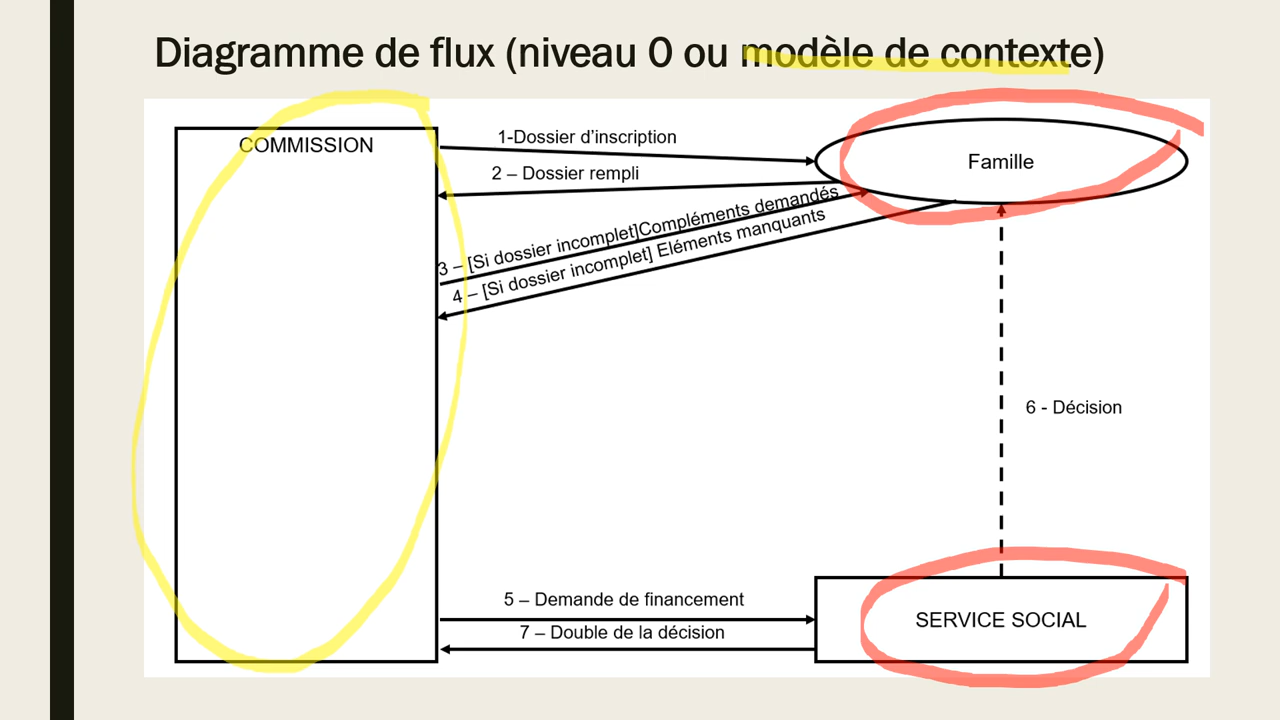 Diagramme de flux (niveau 0 ou modèle de contexte)
COMMISSION
1-Dossier d’inscription
Famille
2 – Dossier rempli
3 – [Si dossier incomplet]Compléments demandés
4 – [Si dossier incomplet] Eléments manquants
6 - Décision
5 – Demande de financement
SERVICE SOCIAL
7 – Double de la décision